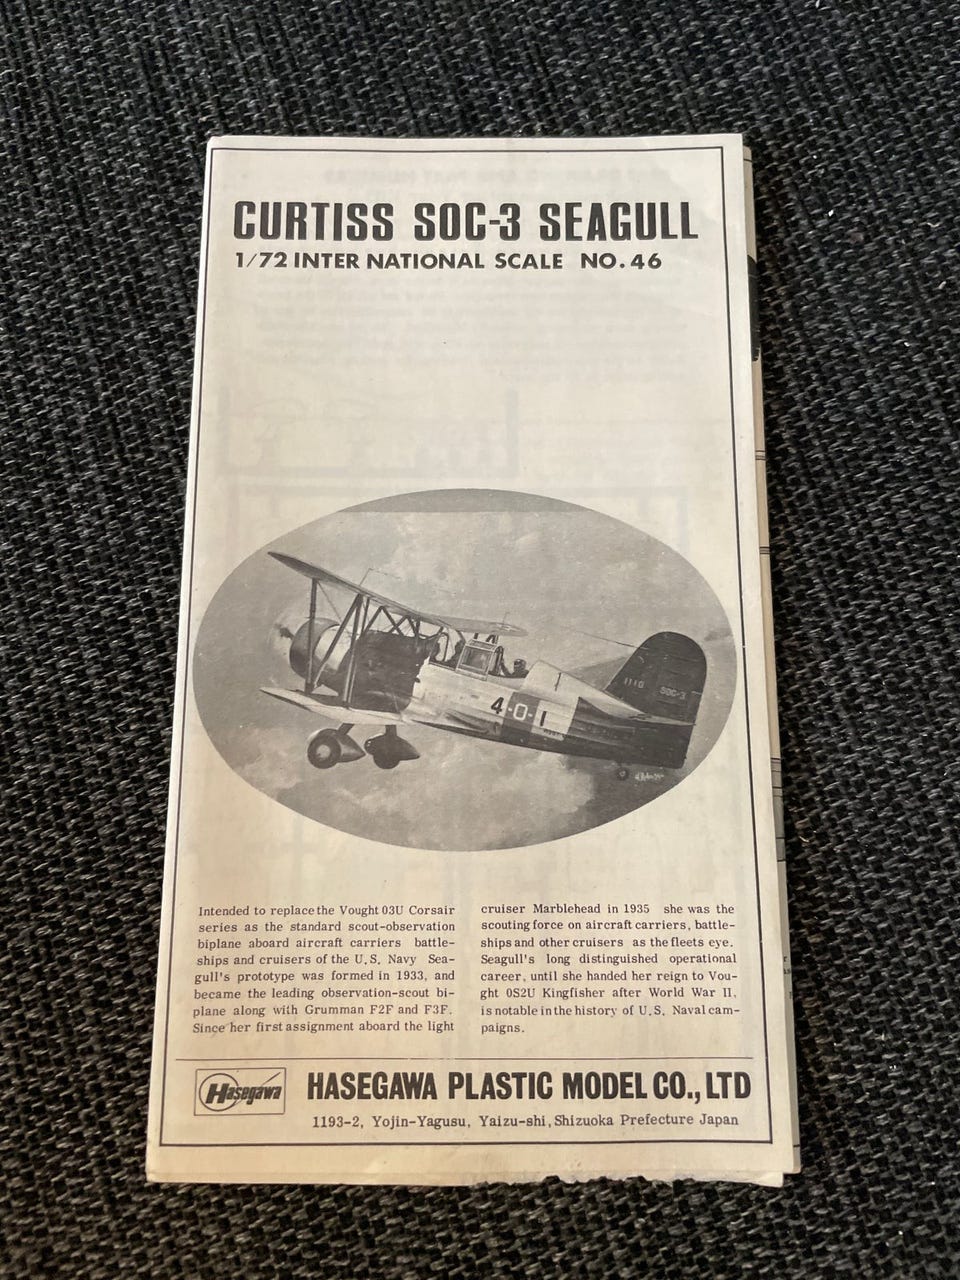 CURTISS SOC-3 SEAGULL
1/72 INTER NATIONAL SCALE NO. 46
1110 SOC-3
4-O-1
Intended to replace the Vought 03U Corsair
series as the standard scout-observation
biplane aboard aircraft carriers battle-
ships and cruisers of the U.S. Navy Sea-
gull's prototype was formed in 1933, and
became the leading observation-scout bi-
plane along with Grumman F2F and F3F.
Since her first assignment aboard the light
cruiser Marblehead in 1935 she was the
scouting force on aircraft carriers, battle-
ships and other cruisers as the fleets eye.
Seagull's long distinguished operational
career, until she handed her reign to Vou-
ght 0S2U Kingfisher after World War II,
is notable in the history of U.S. Naval cam-
paigns.
Hasegawa
HASEGAWA PLASTIC MODEL CO., LTD
1193-2, Yojin-Yagusu, Yaizu-shi, Shizuoka Prefecture Japan